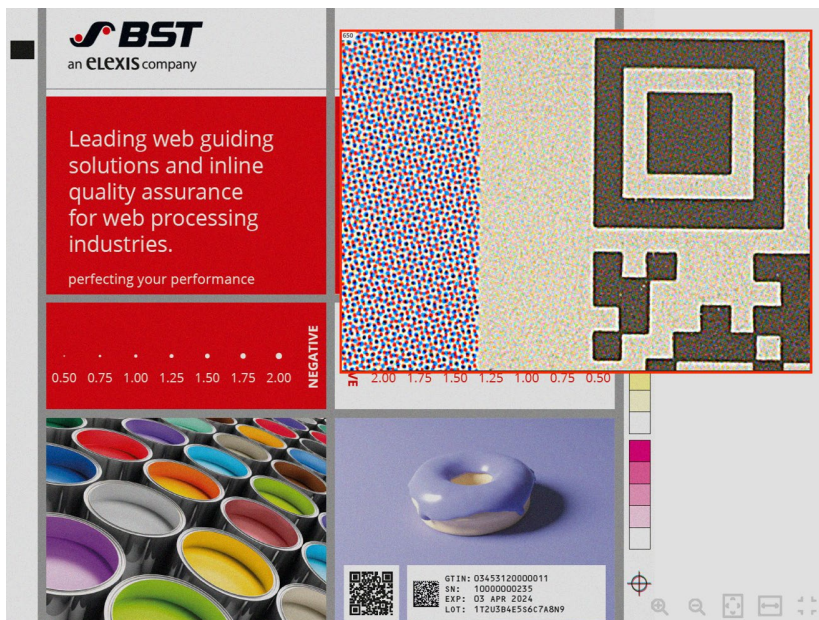 BST
an ELEXIS company
650
Leading web guiding
solutions and inline
quality assurance
for web processing
industries.
perfecting your performance
0.50 0.75 1.00 1.25 1.50 1.75 2.00
NEGATIVE
VE
2.00 1.75 1.50 1.25 1.00 0.75 0.50
GTIN: 03453120000011
SN: 10000000235
EXP: 03 APR 2024
LOT: 1T2U3B4E5S6C7A8N9